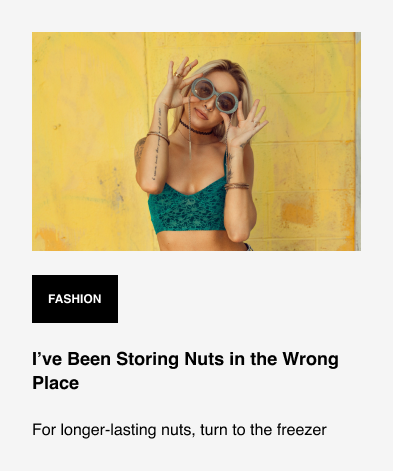 FASHION
I’ve Been Storing Nuts in the Wrong
Place
For longer-lasting nuts, turn to the freezer